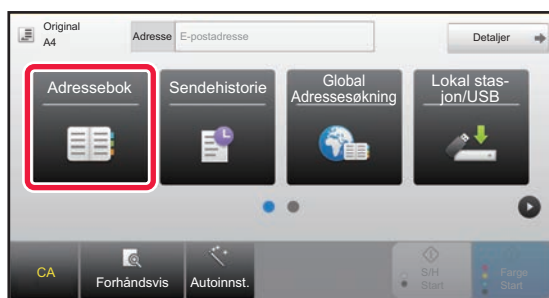 Original
A4
Adresse
E-postadresse
Detaljer
Adressebok
Sendehistorie
Global
Adressesøkning
Lokal stas-
jon/USB
CA
Forhåndsvis
Autoinnst.
S/H
Start
Farge
Start